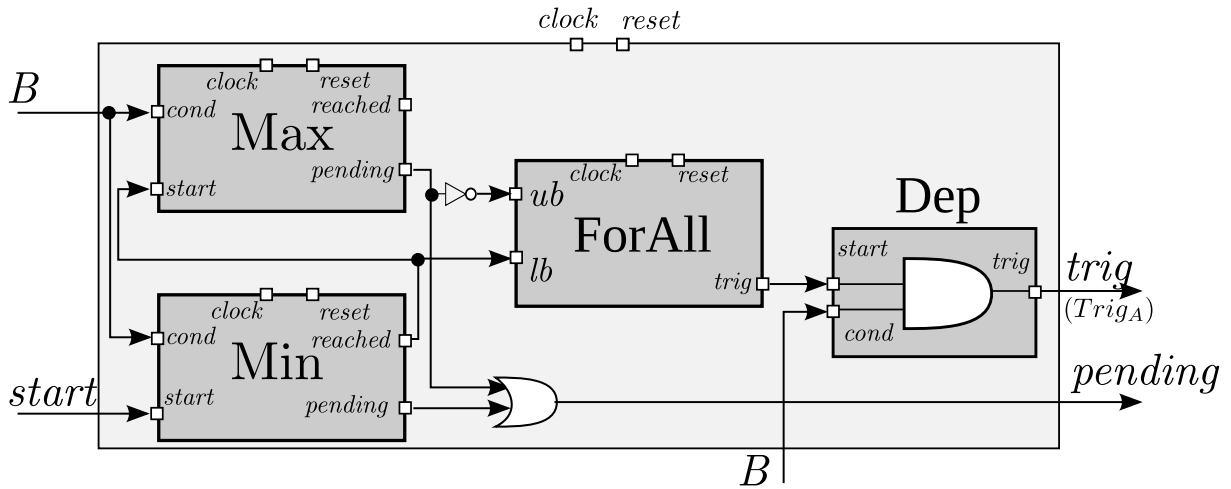 clock reset
B
clock reset
reached
cond
Max
pending
start
clock reset
ub
ForAll
lb
trig
Dep
start
trig
cond
trig
(Trig_A)
clock reset
cond
reached
Min
start
pending
start
pending
B